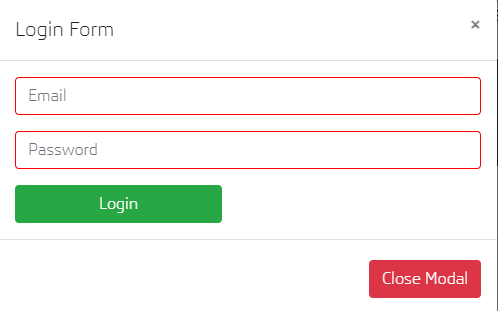 Login Form ×
Email
Password
Login
Close Modal